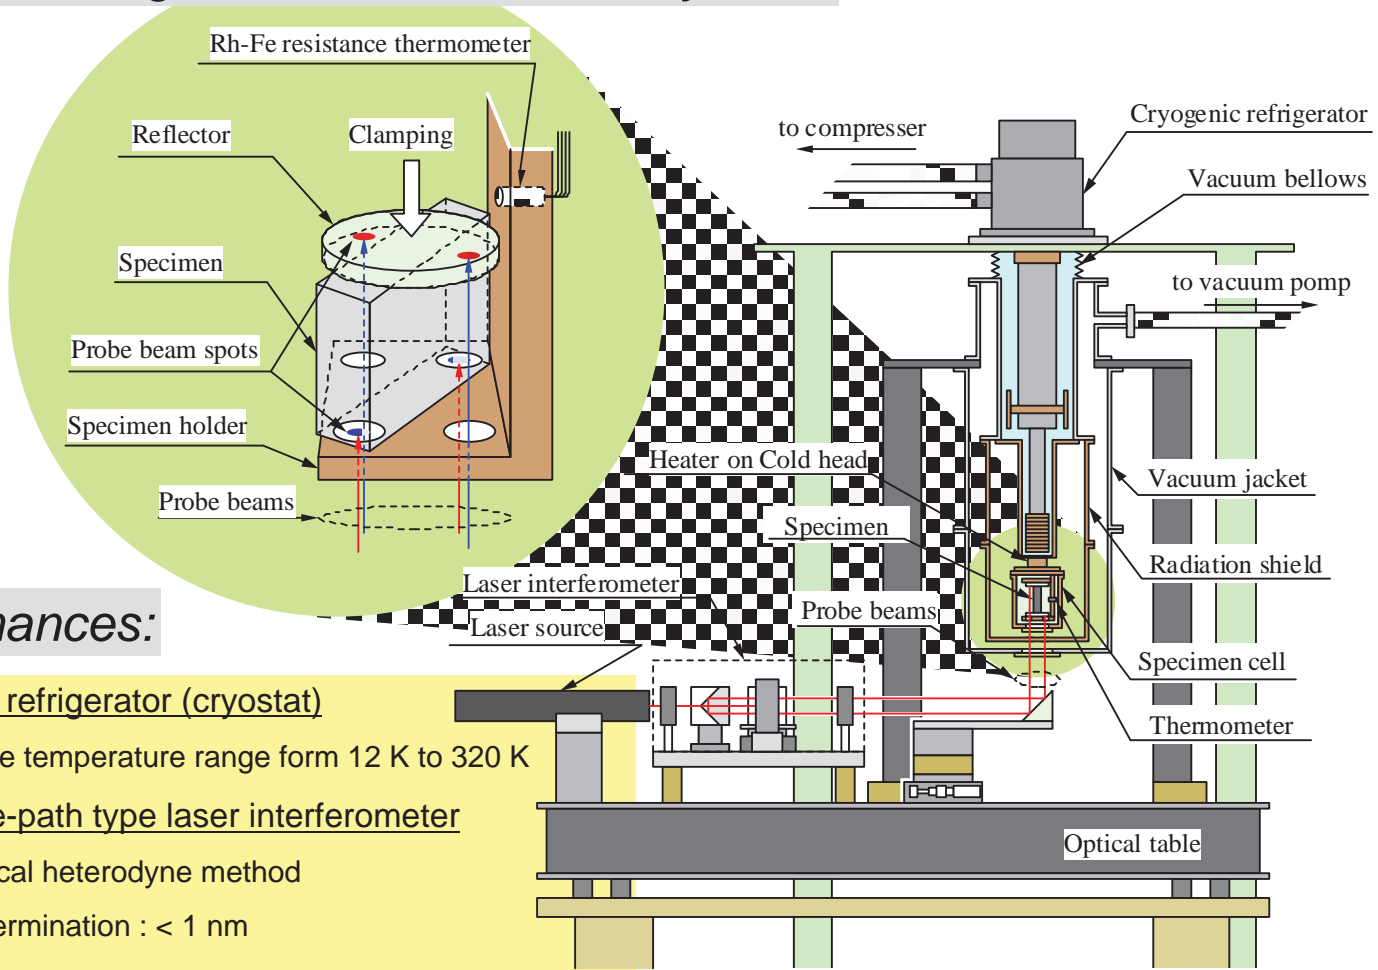 Rh-Fe resistance thermometer
Reflector
Clamping
Specimen
Probe beam spots
Specimen holder
Probe beams
to compresser
Cryogenic refrigerator
Vacuum bellows
to vacuum pomp
Heater on Cold head
Vacuum jacket
Specimen
Radiation shield
Laser interferometer
Probe beams
Laser source
Specimen cell
Thermometer
Optical table
nances:
refrigerator (cryostat)
e temperature range form 12 K to 320 K
e-path type laser interferometer
cal heterodyne method
ermination : < 1 nm